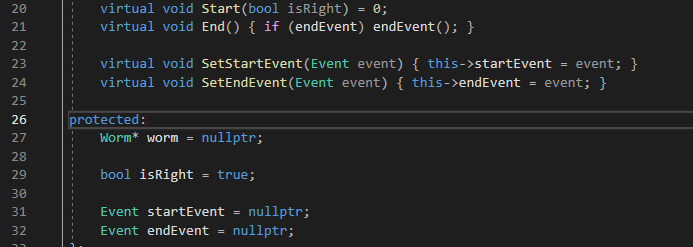 20 virtual void Start(bool isRight) = 0;
21 virtual void End() { if (endEvent) endEvent(); }
22
23 virtual void SetStartEvent(Event event) { this->startEvent = event; }
24 virtual void SetEndEvent(Event event) { this->endEvent = event; }
25
26 protected:
27 Worm* worm = nullptr;
28
29 bool isRight = true;
30
31 Event startEvent = nullptr;
32 Event endEvent = nullptr;